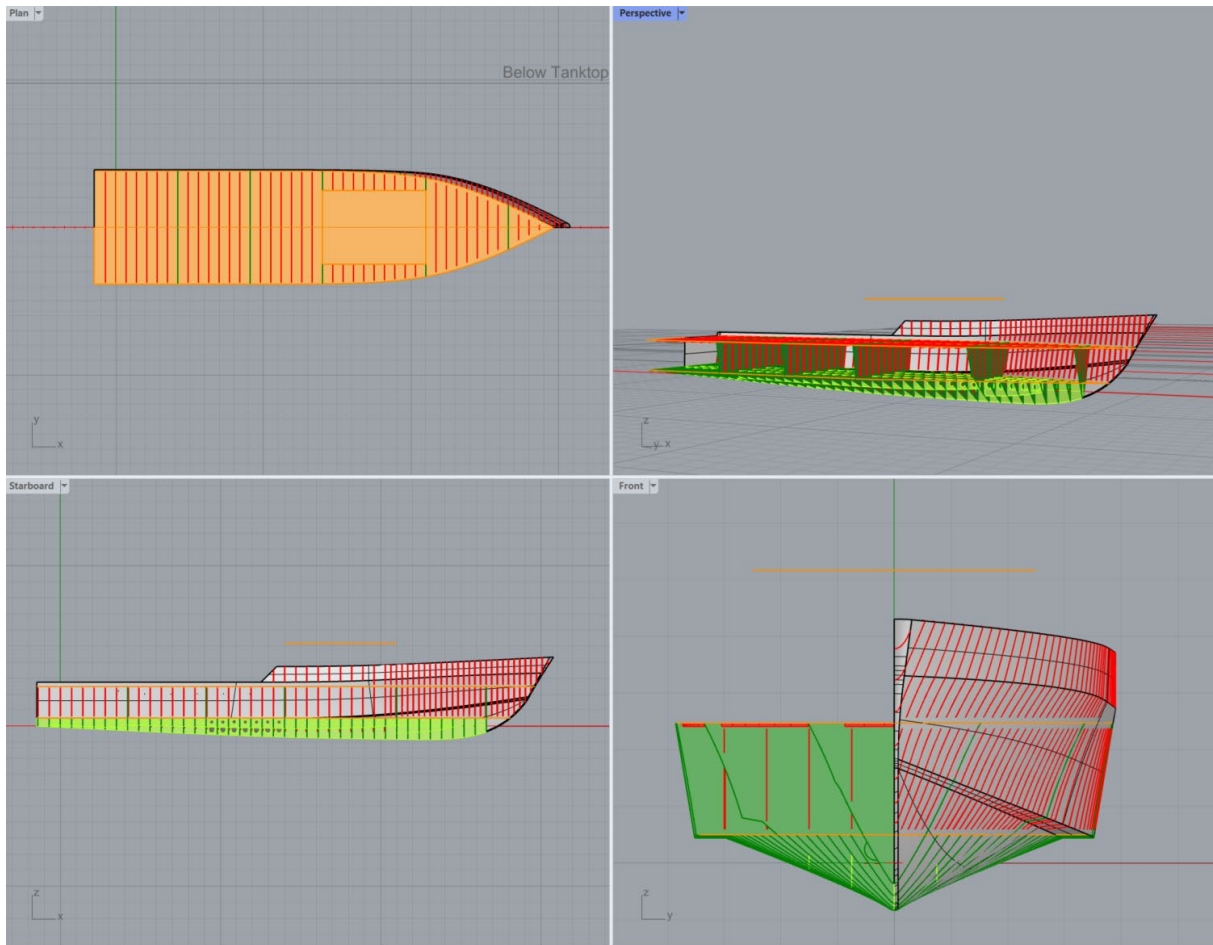 Plan
Perspective
Below Tanktop
y
x
z
y
x
Starboard
Front
z
x
z
y